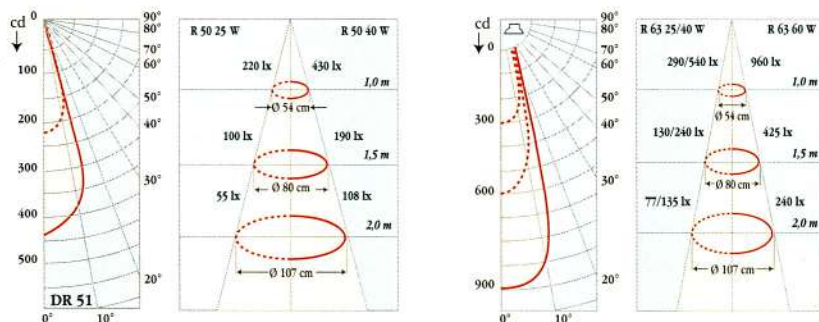 cd
0
100
200
300
400
500
DR 51
0°
10°
90°
80°
70°
60°
50°
40°
30°
20°
R 50 25 W R 50 40 W
220 lx 430 lx
1,0 m
Ø 54 cm
100 lx 190 lx
1,5 m
Ø 80 cm
55 lx 108 lx
2,0 m
Ø 107 cm
cd
0
300
600
900
0°
10°
90°
80°
70°
60°
50°
40°
30°
20°
R 63 25/40 W R 63 60 W
290/540 lx 960 lx
1,0 m
Ø 54 cm
130/240 lx 425 lx
1,5 m
Ø 80 cm
77/135 lx 240 lx
2,0 m
Ø 107 cm